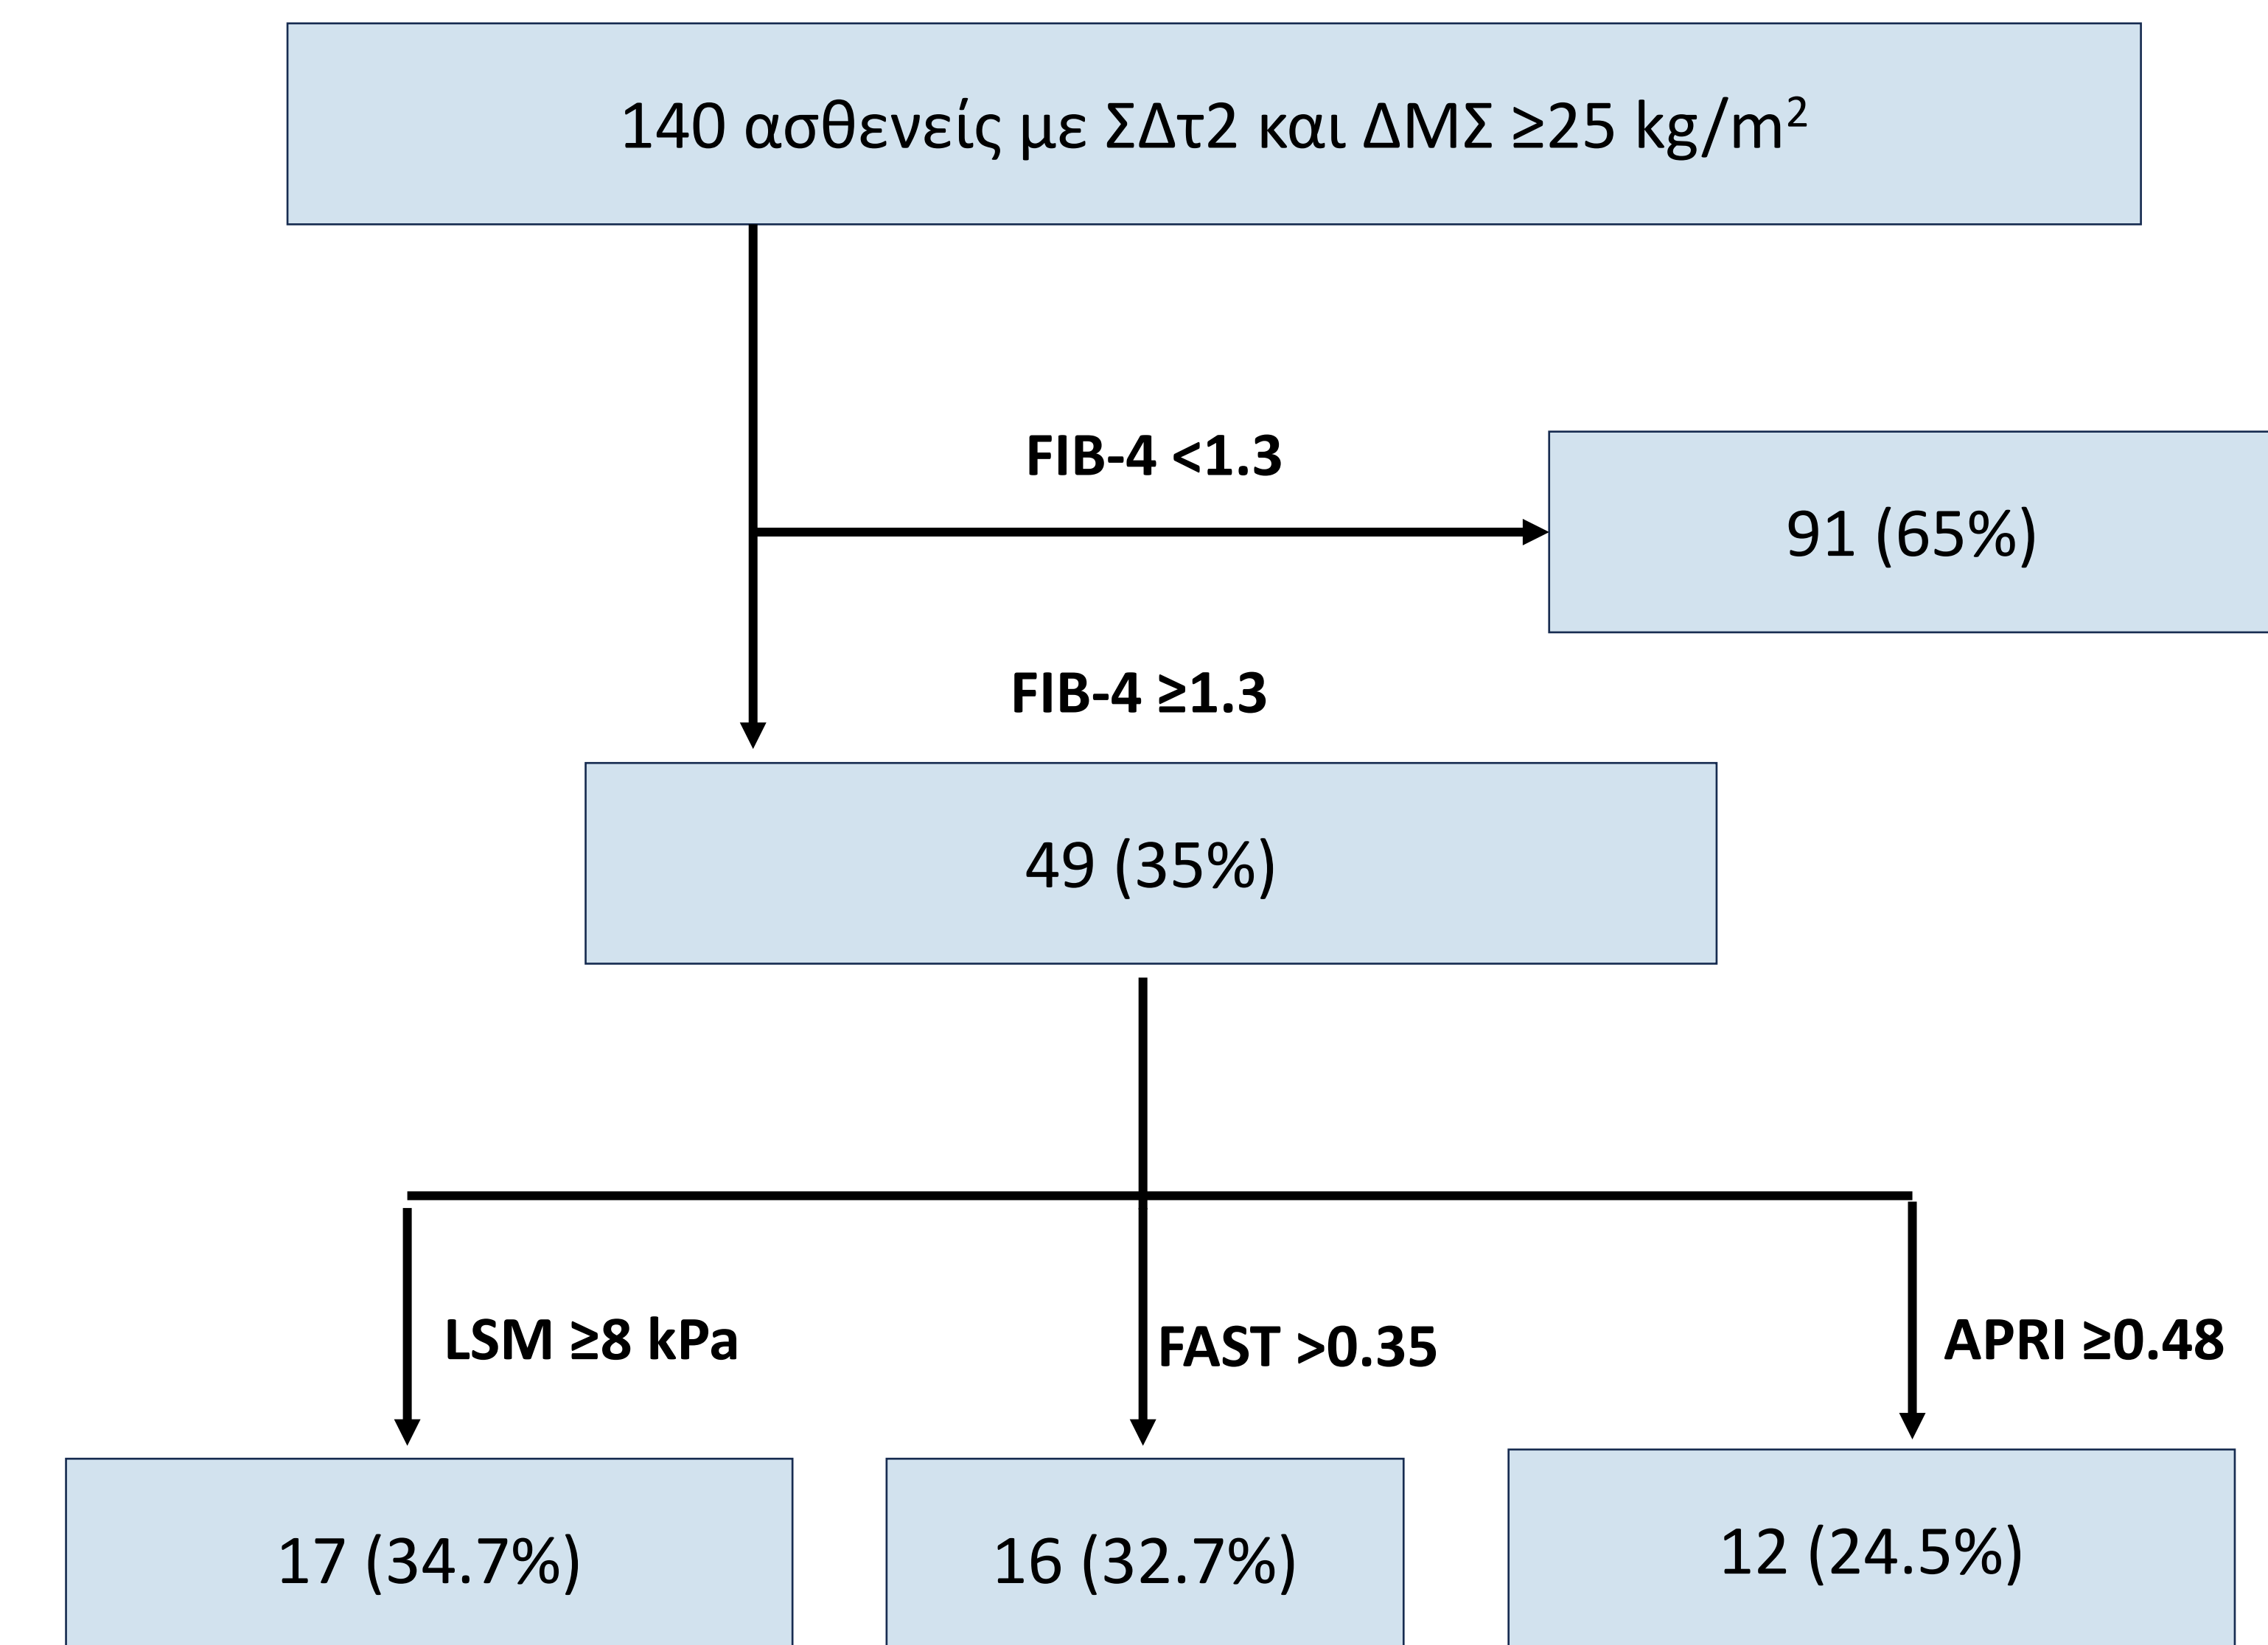 140 ασθενείς με ΣΔτ2 και ΔΜΣ ≥25 kg/m²
FIB-4 <1.3
91 (65%)
FIB-4 ≥1.3
49 (35%)
LSM ≥8 kPa
FAST >0.35
APRI ≥0.48
17 (34.7%)
16 (32.7%)
12 (24.5%)